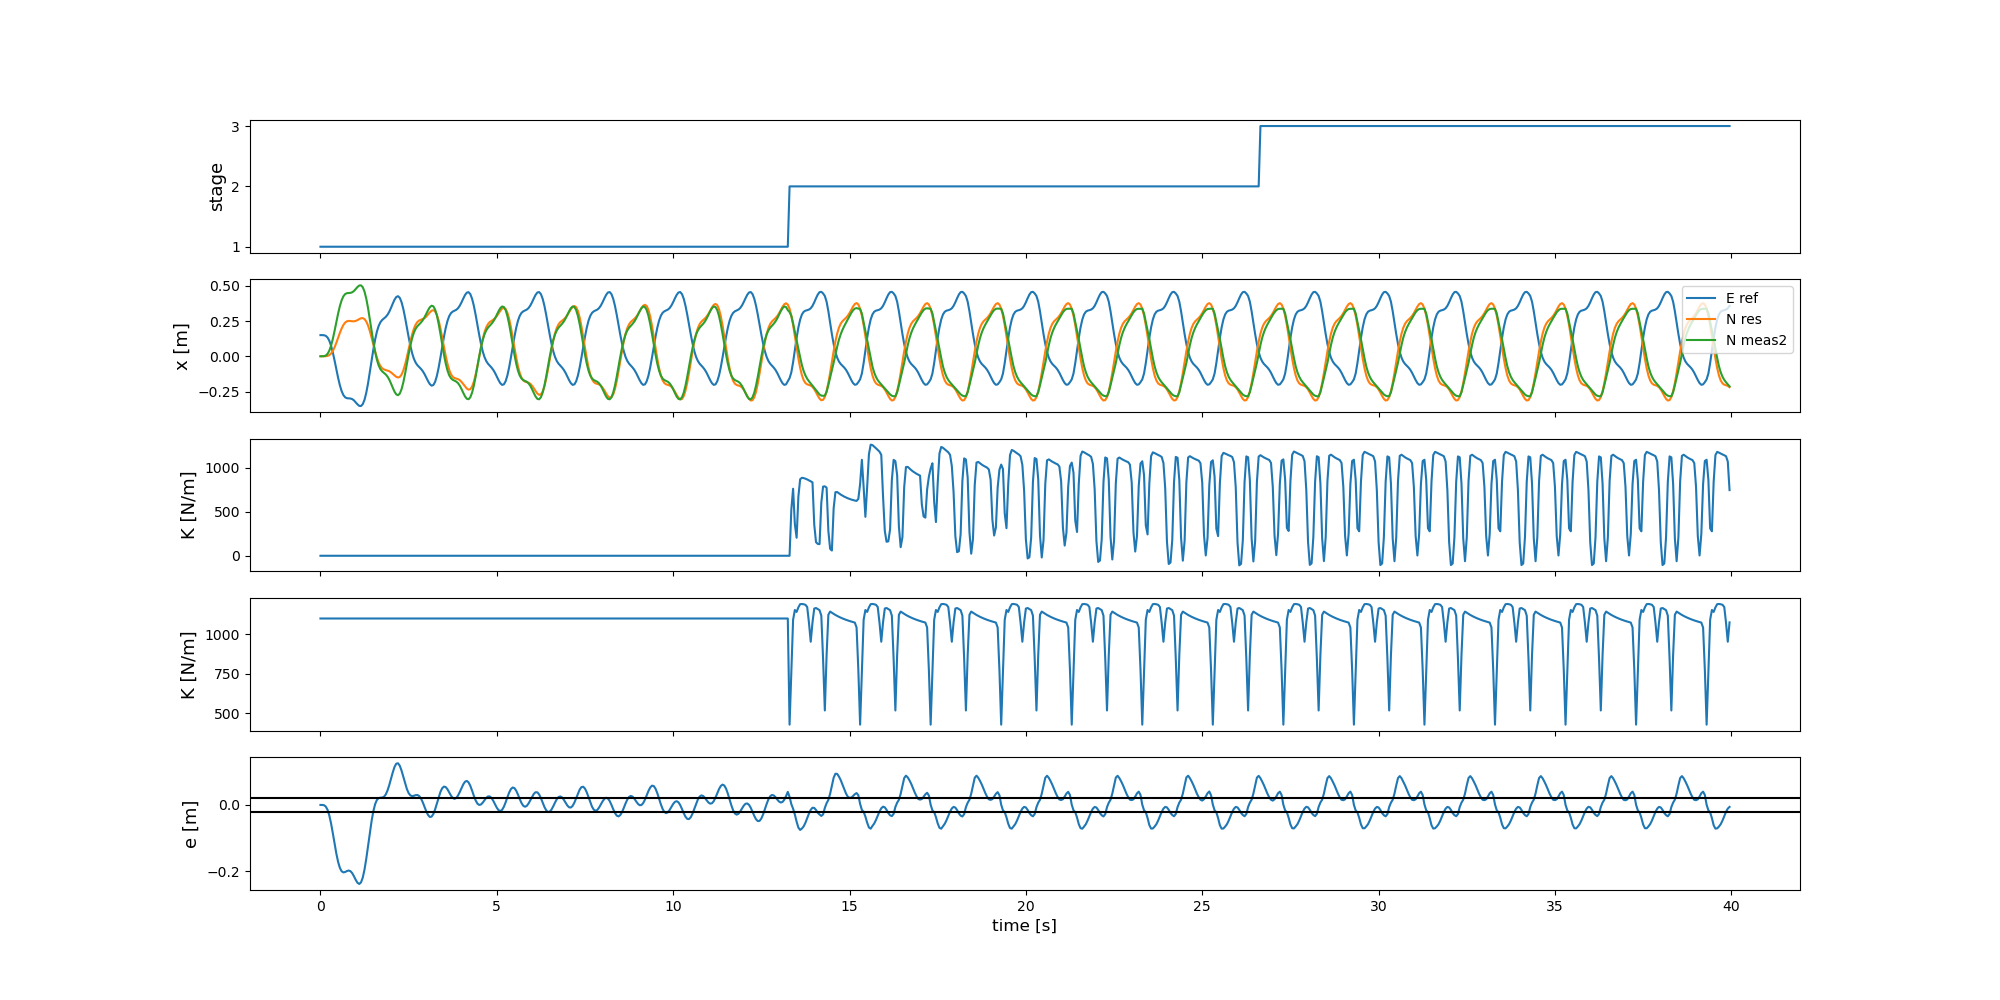 stage
3
2
1
x [m]
0.50
0.25
0.00
−0.25
E ref
N res
N meas2
K [N/m]
1000
500
0
K [N/m]
1000
750
500
e [m]
0.0
−0.2
0 5 10 15 20 25 30 35 40
time [s]